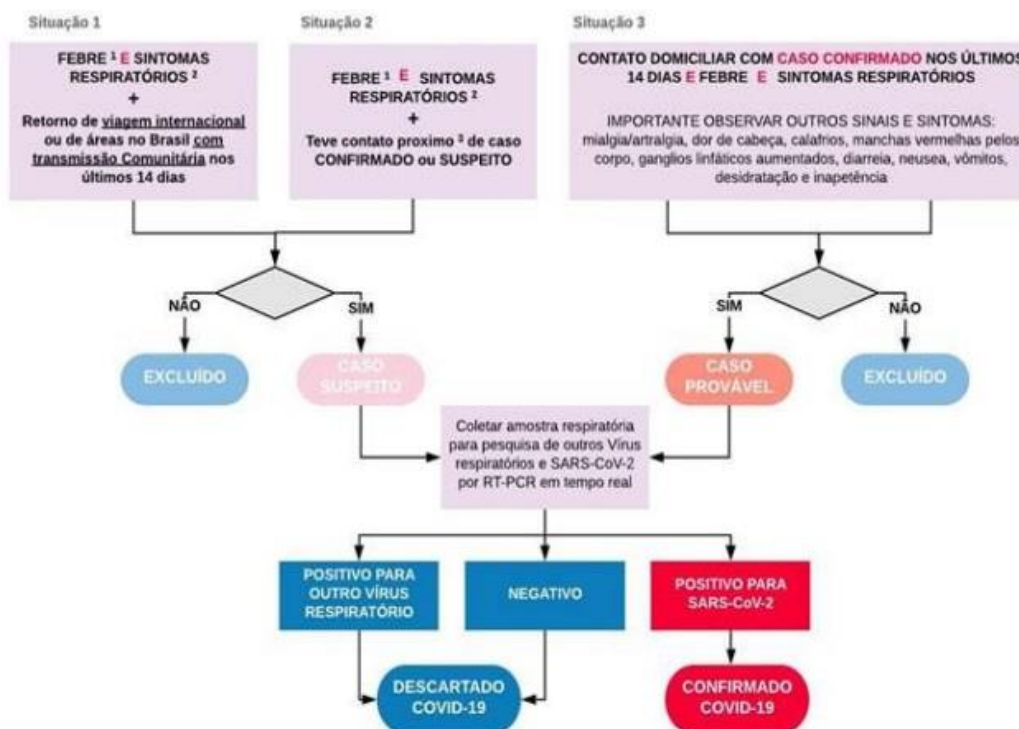 Situação 1
FEBRE ¹ E SINTOMAS
RESPIRATÓRIOS ²
+
Retorno de viagem internacional
ou de áreas no Brasil com
transmissão Comunitária nos
últimos 14 dias
Situação 2
FEBRE ¹ E SINTOMAS
RESPIRATÓRIOS ²
+
Teve contato proximo ³ de caso
CONFIRMADO ou SUSPEITO
Situação 3
CONTATO DOMICILIAR COM CASO CONFIRMADO NOS ÚLTIMOS
14 DIAS E FEBRE E SINTOMAS RESPIRATÓRIOS
IMPORTANTE OBSERVAR OUTROS SINAIS E SINTOMAS:
mialgia/artralgia, dor de cabeça, calafrios, manchas vermelhas pelos
corpo, ganglios linfáticos aumentados, diarreia, neusea, vômitos,
desidratação e inapetência
NÃO
SIM
SIM
NÃO
EXCLUÍDO
CASO
SUSPEITO
CASO
PROVÁVEL
EXCLUÍDO
Coletar amostra respiratória
para pesquisa de outros Vírus
respiratórios e SARS-CoV-2
por RT-PCR em tempo real
POSITIVO PARA
OUTRO VÍRUS
RESPIRATÓRIO
NEGATIVO
POSITIVO PARA
SARS-CoV-2
DESCARTADO
COVID-19
CONFIRMADO
COVID-19